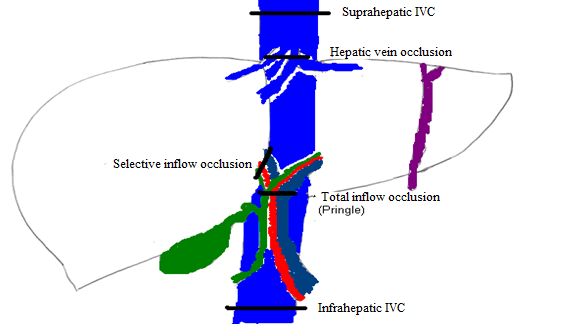 Suprahepatic IVC
Hepatic vein occlusion
Selective inflow occlusion
Total inflow occlusion
(Pringle)
Infrahepatic IVC